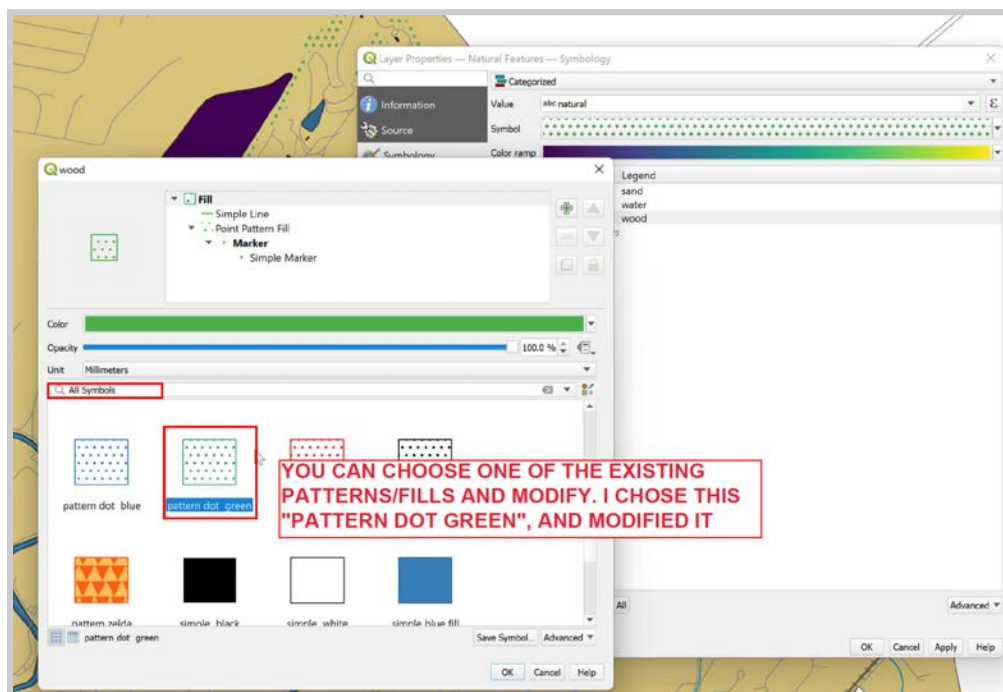 Layer Properties — Natural Features — Symbology
Categorized
Information
Value
abc natural
ε
Source
Symbol
Symbology
Color ramp
wood
Legend
Fill
sand
Simple Line
water
Point Pattern Fill
wood
Marker
Simple Marker
Color
Opacity
100.0 %
Unit
Millimeters
All Symbols
YOU CAN CHOOSE ONE OF THE EXISTING
PATTERNS/FILLS AND MODIFY. I CHOSE THIS
"PATTERN DOT GREEN", AND MODIFIED IT
pattern dot blue
pattern dot green
pattern zelda
simple black
simple white
simple blue fill
All
Advanced
pattern dot green
Save Symbol...
Advanced
OK
Cancel
Apply
Help
OK
Cancel
Help